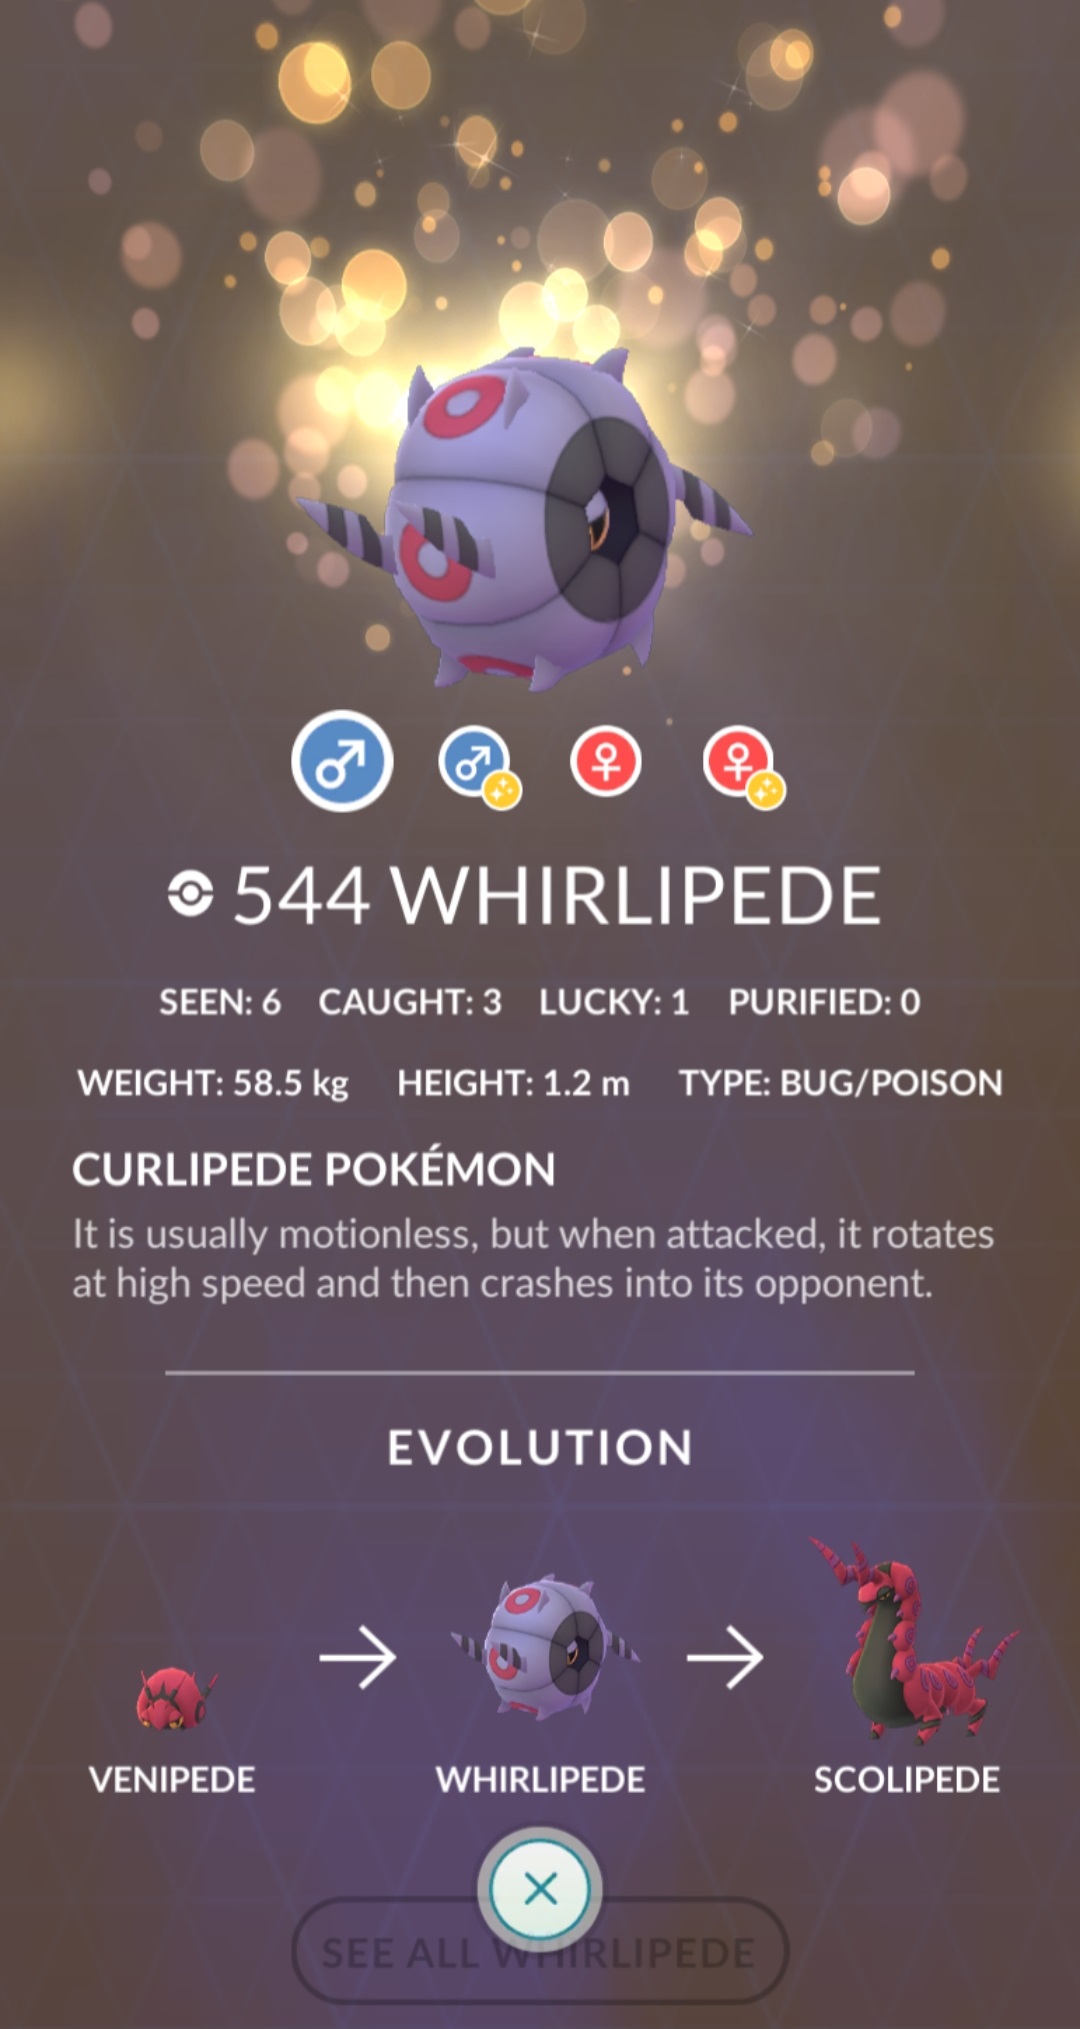 544 WHIRLIPEDE
SEEN: 6 CAUGHT: 3 LUCKY: 1 PURIFIED: 0
WEIGHT: 58.5 kg HEIGHT: 1.2 m TYPE: BUG/POISON
CURLIPEDE POKÉMON
It is usually motionless, but when attacked, it rotates
at high speed and then crashes into its opponent.
EVOLUTION
VENIPEDE WHIRLIPEDE SCOLIPEDE
SEE ALL WHIRLIPEDE